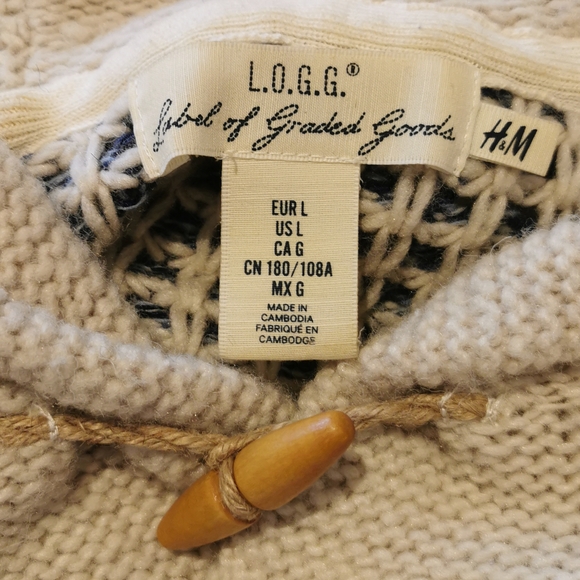 L.O.G.G.®
Label of Graded Goods
H&M
EUR L
US L
CA G
CN 180/108A
MX G
MADE IN
CAMBODIA
FABRIQUÉ EN
CAMBODGE